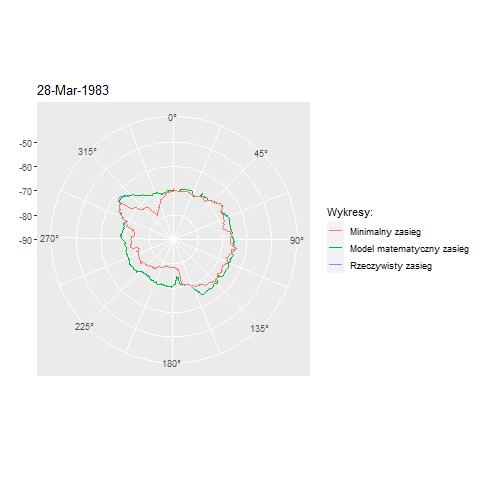 28-Mar-1983
0°
-50
315°
45°
-60
-70
Wykresy:
-80
Minimalny zasieg
-90
270°
90°
Model matematyczny zasieg
Rzeczywisty zasieg
225°
135°
180°